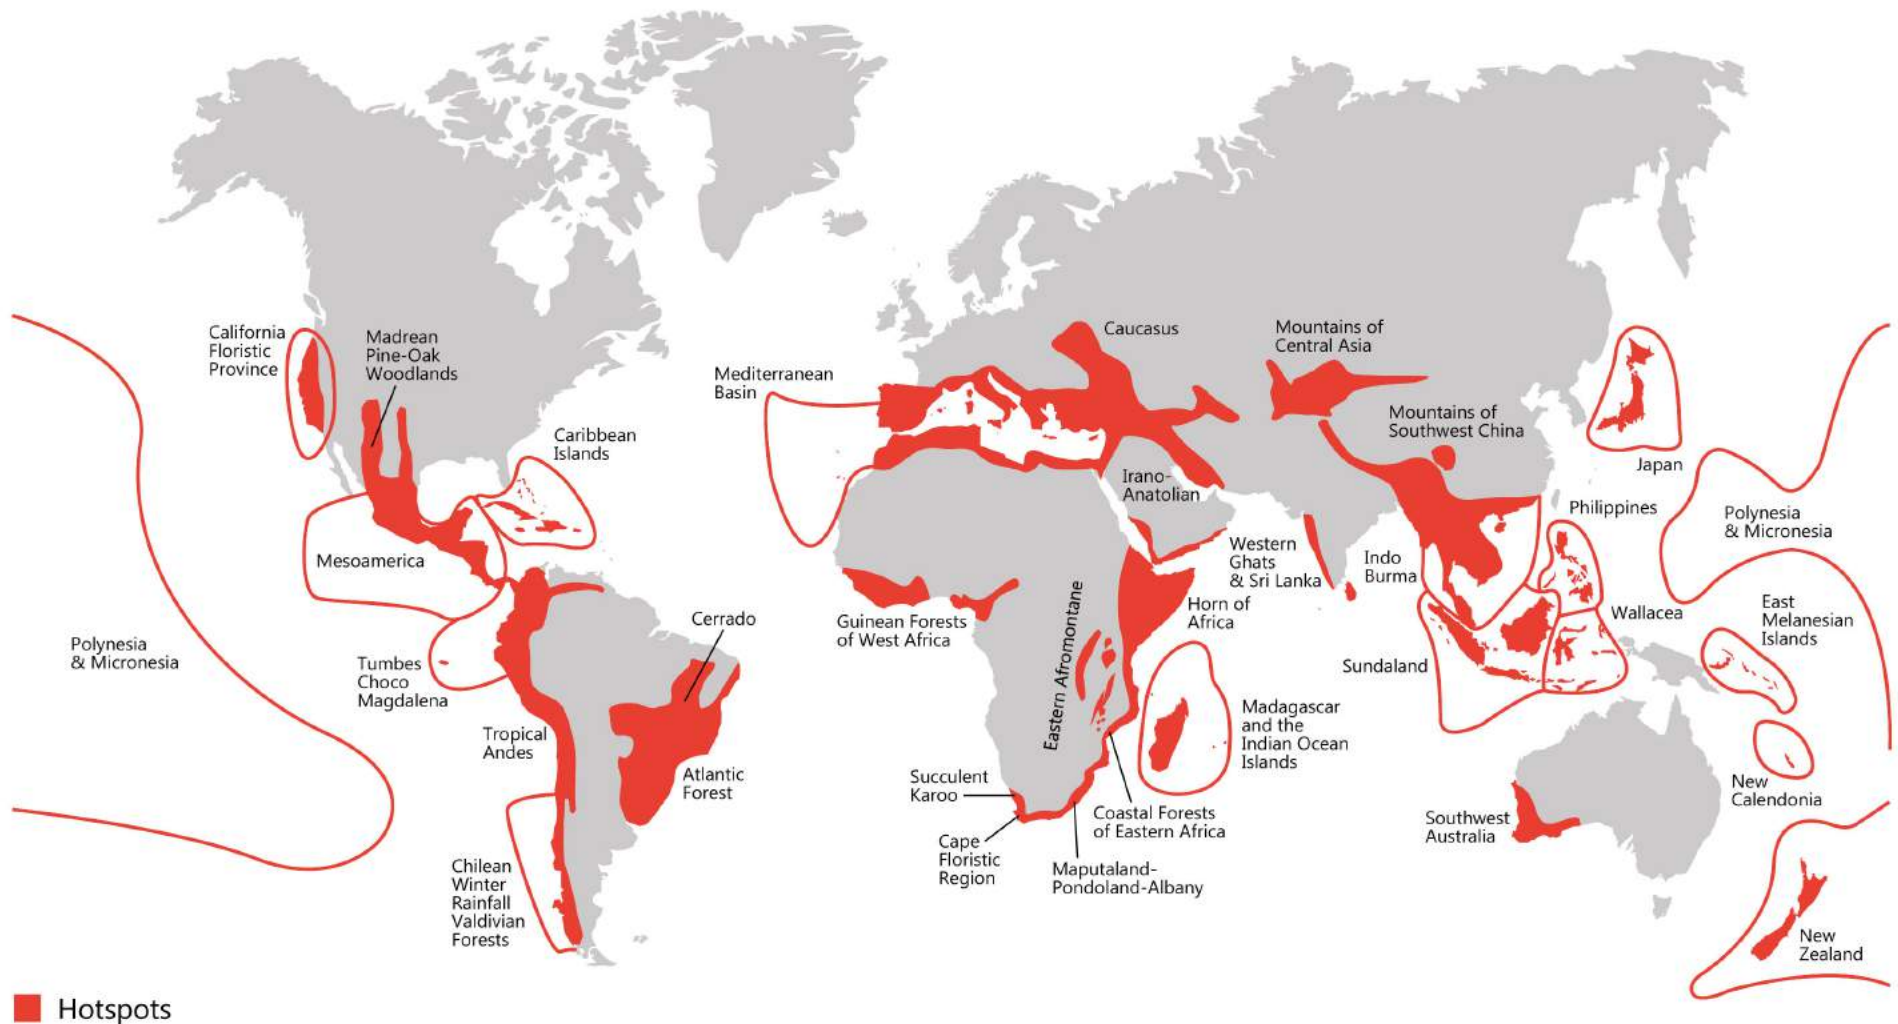 California
Floristic
Province
Madrean
Pine-Oak
Woodlands
Caribbean
Islands
Mesoamerica
Polynesia
& Micronesia
Tumbes
Choco
Magdalena
Tropical
Andes
Cerrado
Atlantic
Forest
Chilean
Winter
Rainfall
Valdivian
Forests
Mediterranean
Basin
Caucasus
Mountains of
Central Asia
Mountains of
Southwest China
Japan
Irano-
Anatolian
Western
Ghats
& Sri Lanka
Indo
Burma
Philippines
Polynesia
& Micronesia
Guinean Forests
of West Africa
Eastern Afromontane
Horn of
Africa
Sundaland
Wallacea
East
Melanesian
Islands
Madagascar
and the
Indian Ocean
Islands
Succulent
Karoo
Cape
Floristic
Region
Coastal Forests
of Eastern Africa
Maputaland-
Pondoland-Albany
Southwest
Australia
New
Calendonia
New
Zealand
Hotspots